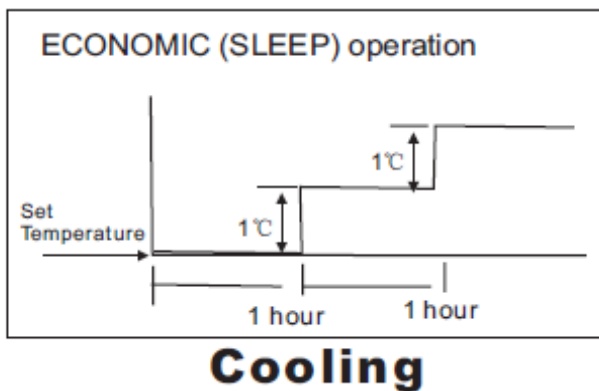 ECONOMIC (SLEEP) operation
1℃
Set
Temperature
1℃
1 hour
1 hour
Cooling